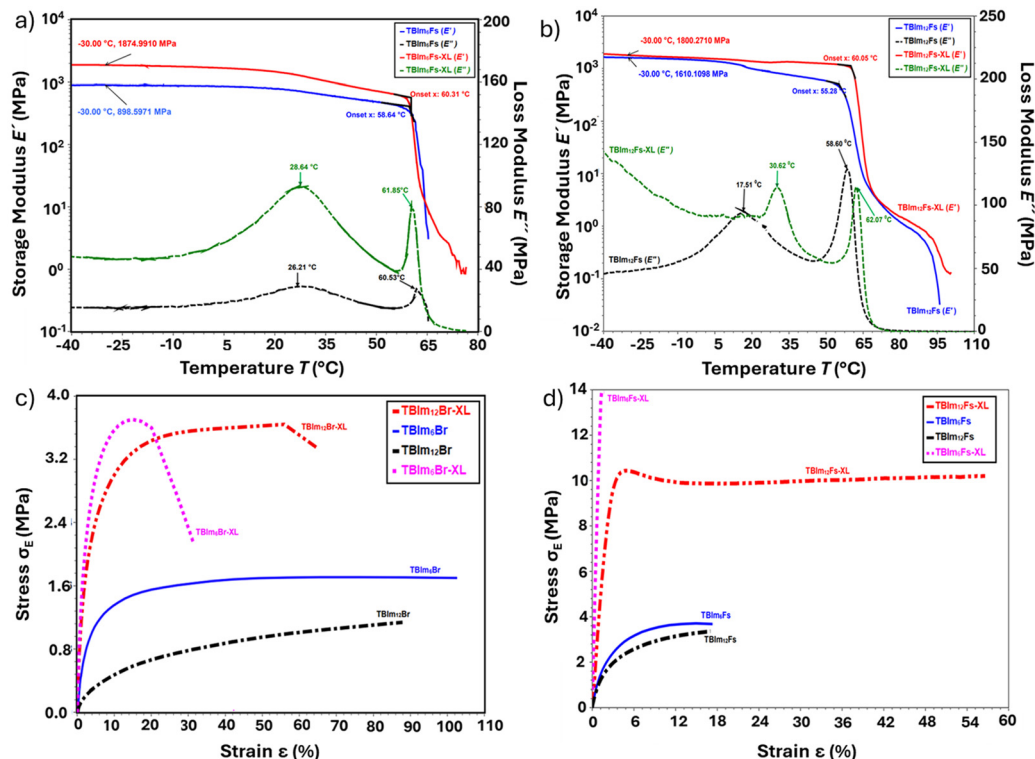 a)
Storage Modulus E′ (MPa)
10⁴
10³
10²
10¹
10⁰
10⁻¹
-40 -25 -10 5 20 35 50 65 80
Temperature T (°C)
200
160
120
80
40
0
Loss Modulus E′′ (MPa)
TBIm₆Fs (E')
TBIm₆Fs (E'')
TBIm₆Fs-XL (E')
TBIm₆Fs-XL (E'')
-30.00 °C, 1874.9910 MPa
Onset x: 60.31 °C
Onset x: 58.64 °C
-30.00 °C, 898.5971 MPa
28.64 °C
61.85°C
26.21 °C
60.53°C
b)
Storage Modulus E′ (MPa)
10⁴
10³
10²
10¹
10⁰
10⁻¹
10⁻²
-40 -25 -10 5 20 35 50 65 80 95 110
Temperature T (°C)
250
200
150
100
50
0
Loss Modulus E′′ (MPa)
TBIm₁₂Fs (E')
TBIm₁₂Fs (E'')
TBIm₁₂Fs-XL (E')
TBIm₁₂Fs-XL (E'')
-30.00 °C, 1800.2710 MPa
Onset x: 60.05 °C
-30.00 °C, 1610.1098 MPa
Onset x: 55.28 °C
TBIm₁₂Fs-XL (E'')
58.60 ⁰C
30.62 ⁰C
17.51 ⁰C
62.07 ⁰C
TBIm₁₂Fs-XL (E')
TBIm₁₂Fs (E'')
TBIm₁₂Fs (E')
c)
Stress σE (MPa)
4.0
3.2
2.4
1.6
0.8
0.0
0 10 20 30 40 50 60 70 80 90 100 110
Strain ε (%)
TBIm₁₂Br-XL
TBIm₆Br
TBIm₁₂Br
TBIm₆Br-XL
TBIm₁₂Br-XL
TBIm₆Br-XL
TBIm₆Br
TBIm₁₂Br
d)
Stress σE (MPa)
14
12
10
8
6
4
2
0
0 6 12 18 24 30 36 42 48 54 60
Strain ε (%)
TBIm₁₂Fs-XL
TBIm₆Fs
TBIm₁₂Fs
TBIm₆Fs-XL
TBIm₆Fs-XL
TBIm₁₂Fs-XL
TBIm₆Fs
TBIm₁₂Fs